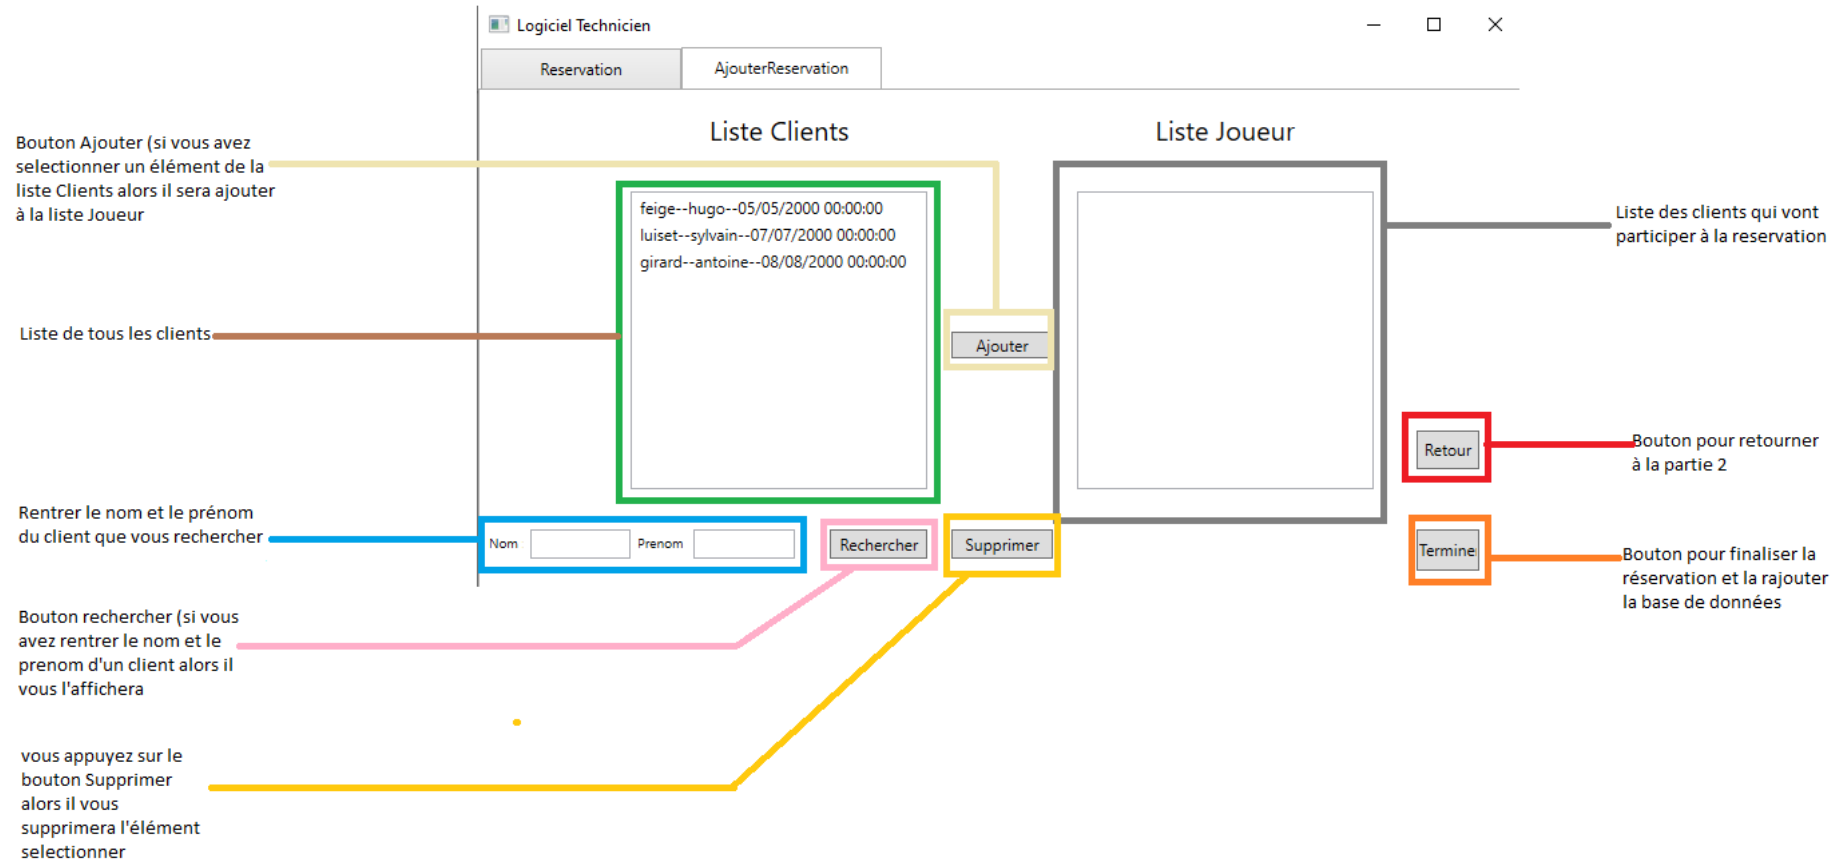 Logiciel Technicien
Reservation
AjouterReservation
Liste Clients
Liste Joueur
Bouton Ajouter (si vous avez
selectionner un élément de la
liste Clients alors il sera ajouter
à la liste Joueur
feige--hugo--05/05/2000 00:00:00
luiset--sylvain--07/07/2000 00:00:00
girard--antoine--08/08/2000 00:00:00
Liste des clients qui vont
participer à la reservation
Liste de tous les clients
Ajouter
Retour
Bouton pour retourner
à la partie 2
Rentrer le nom et le prénom
du client que vous rechercher
Nom
Prenom
Rechercher
Supprimer
Termine
Bouton pour finaliser la
réservation et la rajouter
la base de données
Bouton rechercher (si vous
avez rentrer le nom et le
prenom d'un client alors il
vous l'affichera
vous appuyez sur le
bouton Supprimer
alors il vous
supprimera l'élément
selectionner